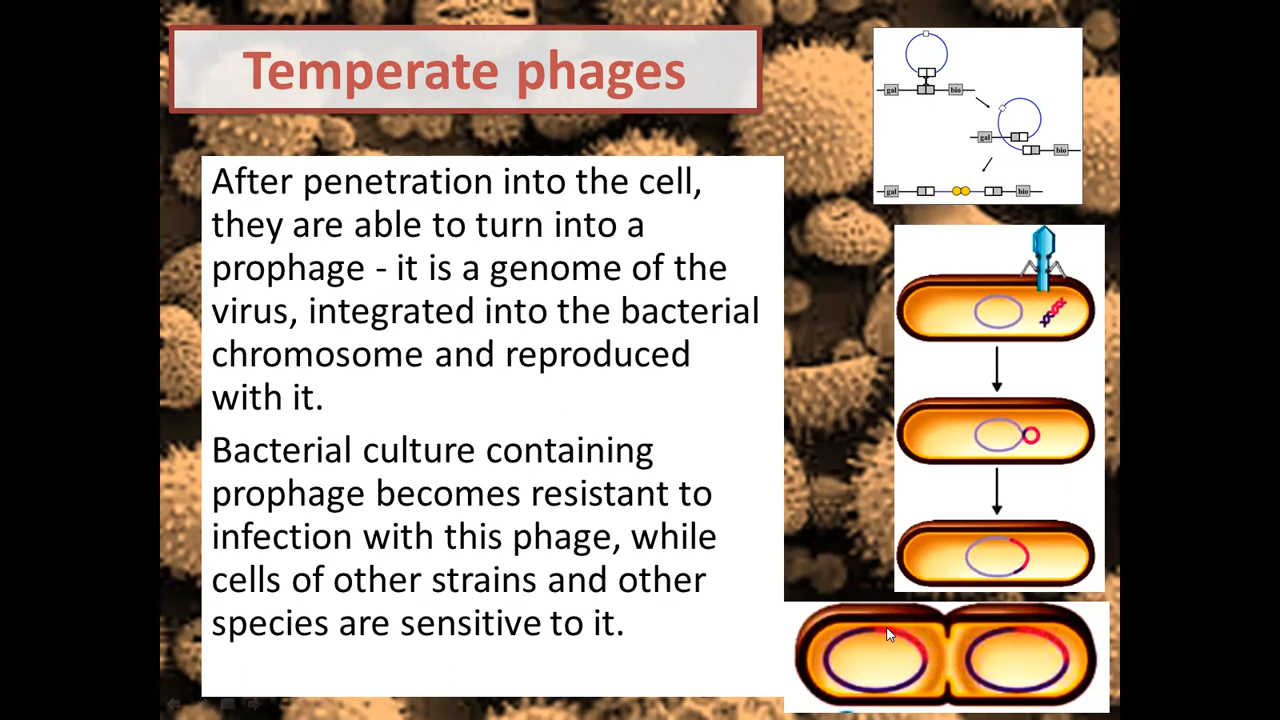 Temperate phages
After penetration into the cell,
they are able to turn into a
prophage - it is a genome of the
virus, integrated into the bacterial
chromosome and reproduced
with it.
Bacterial culture containing
prophage becomes resistant to
infection with this phage, while
cells of other strains and other
species are sensitive to it.
gal bio
gal bio
gal bio